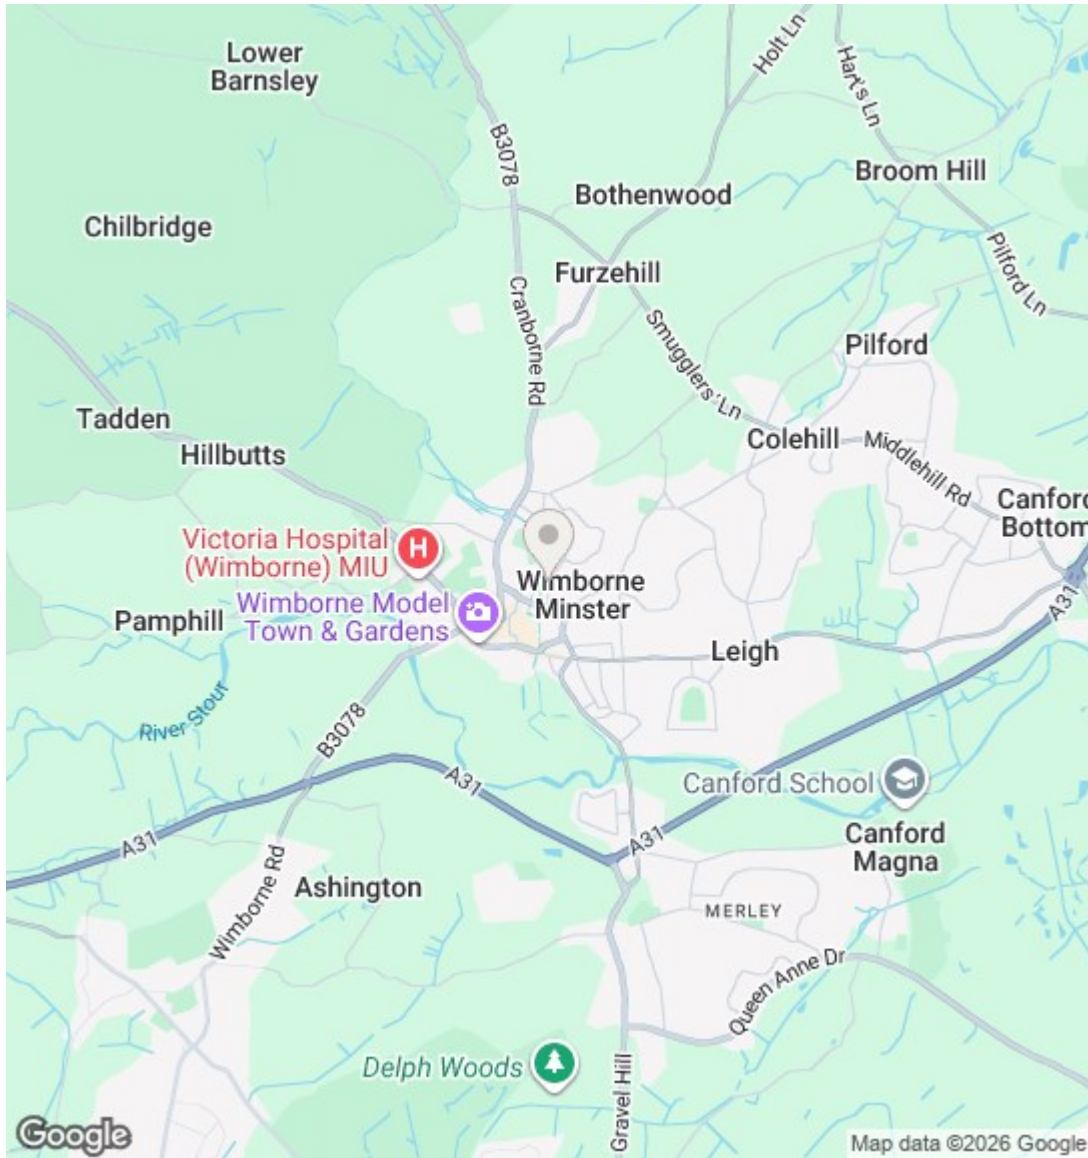 Lower
Barnsley
Holt Ln
Hart's Ln
B3078
Broom Hill
Bothenwood
Chilbridge
Furzehill
Pilford Ln
Cranborne Rd
Smugglers' Ln
Pilford
Tadden
Colehill
Middlehill Rd
Hillbutts
Canford
Bottom
Victoria Hospital
(Wimborne) MIU
H
Wimborne
Minster
Wimborne Model
Town & Gardens
A31
Pamphill
Leigh
River Stour
B3078
A31
Canford School
A31
A31
Canford
Magna
Wimborne Rd
Ashington
MERLEY
Queen Anne Dr
Delph Woods
Gravel Hill
Google
Map data ©2026 Google